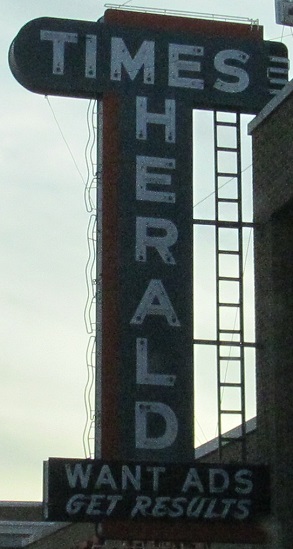 TIMES
HERALD
WANT ADS
GET RESULTS